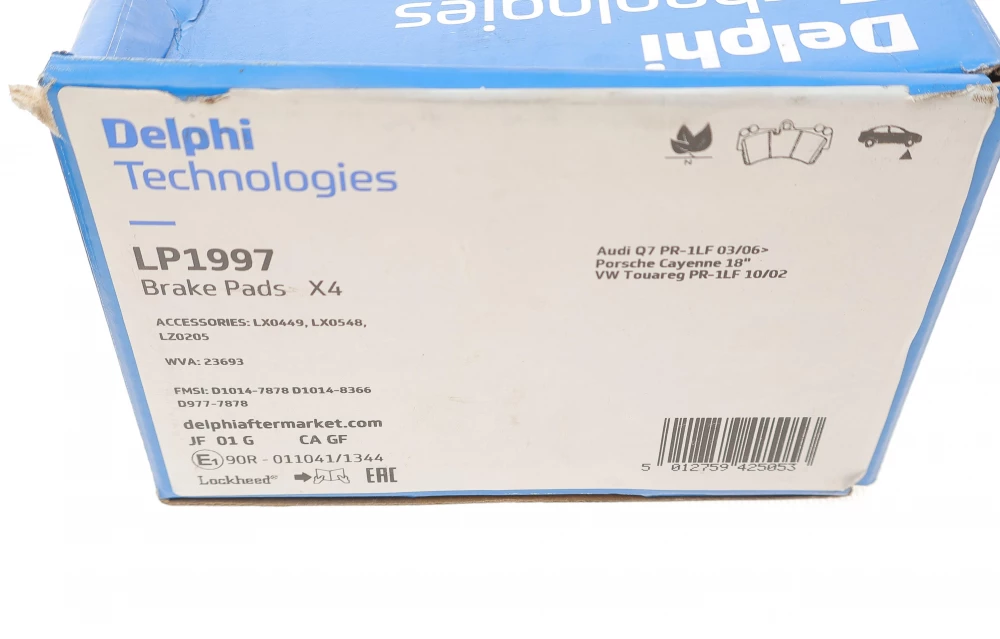 Technologies
Delphi
Delphi
Technologies
N
LP1997
Brake Pads X4
Audi Q7 PR-1LF 03/06>
Porsche Cayenne 18"
VW Touareg PR-1LF 10/02
ACCESSORIES: LX0449, LX0548,
LZ0205
WVA: 23693
FMSI: D1014-7878 D1014-8366
D977-7878
delphiaftermarket.com
JF 01 G CA GF
E1 90R - 011041/1344
Lockheed® EAC
5 012759 425053